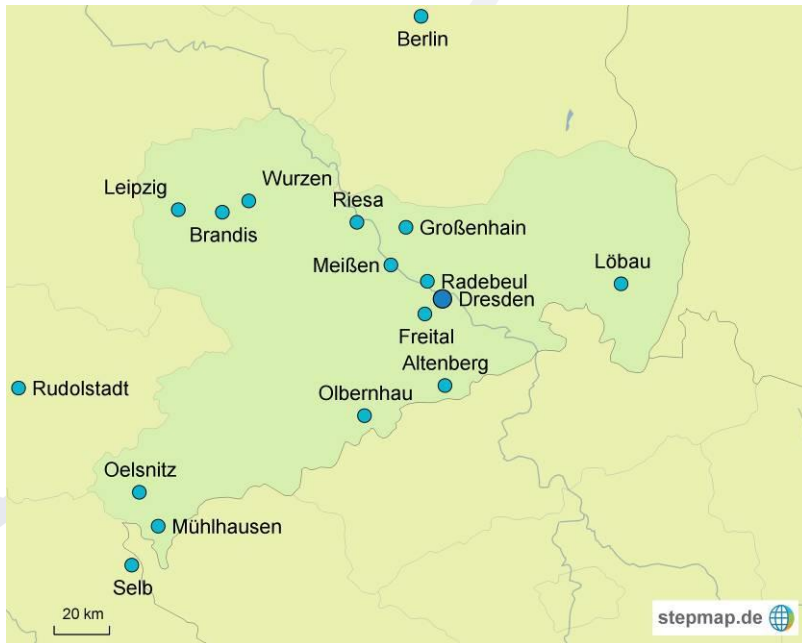 Berlin
Wurzen
Leipzig
Riesa
Großenhain
Brandis
Löbau
Meißen
Radebeul
Dresden
Freital
Altenberg
Rudolstadt
Olbernhau
Oelsnitz
Mühlhausen
Selb
20 km
stepmap.de